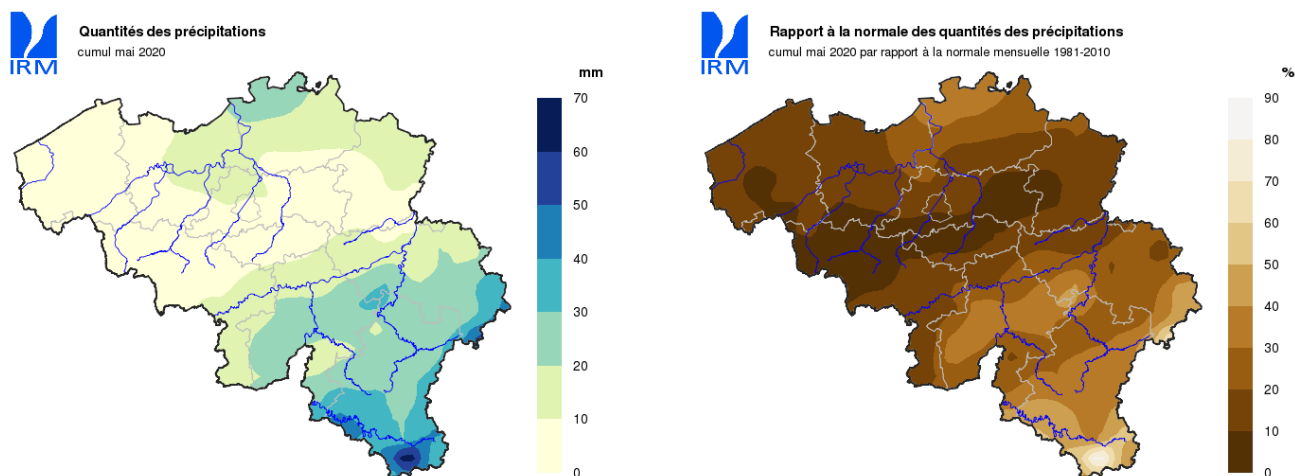 IRM
Quantités des précipitations
cumul mai 2020
mm
70
60
50
40
30
20
10
0
IRM
Rapport à la normale des quantités des précipitations
cumul mai 2020 par rapport à la normale mensuelle 1981-2010
%
90
80
70
60
50
40
30
20
10
0